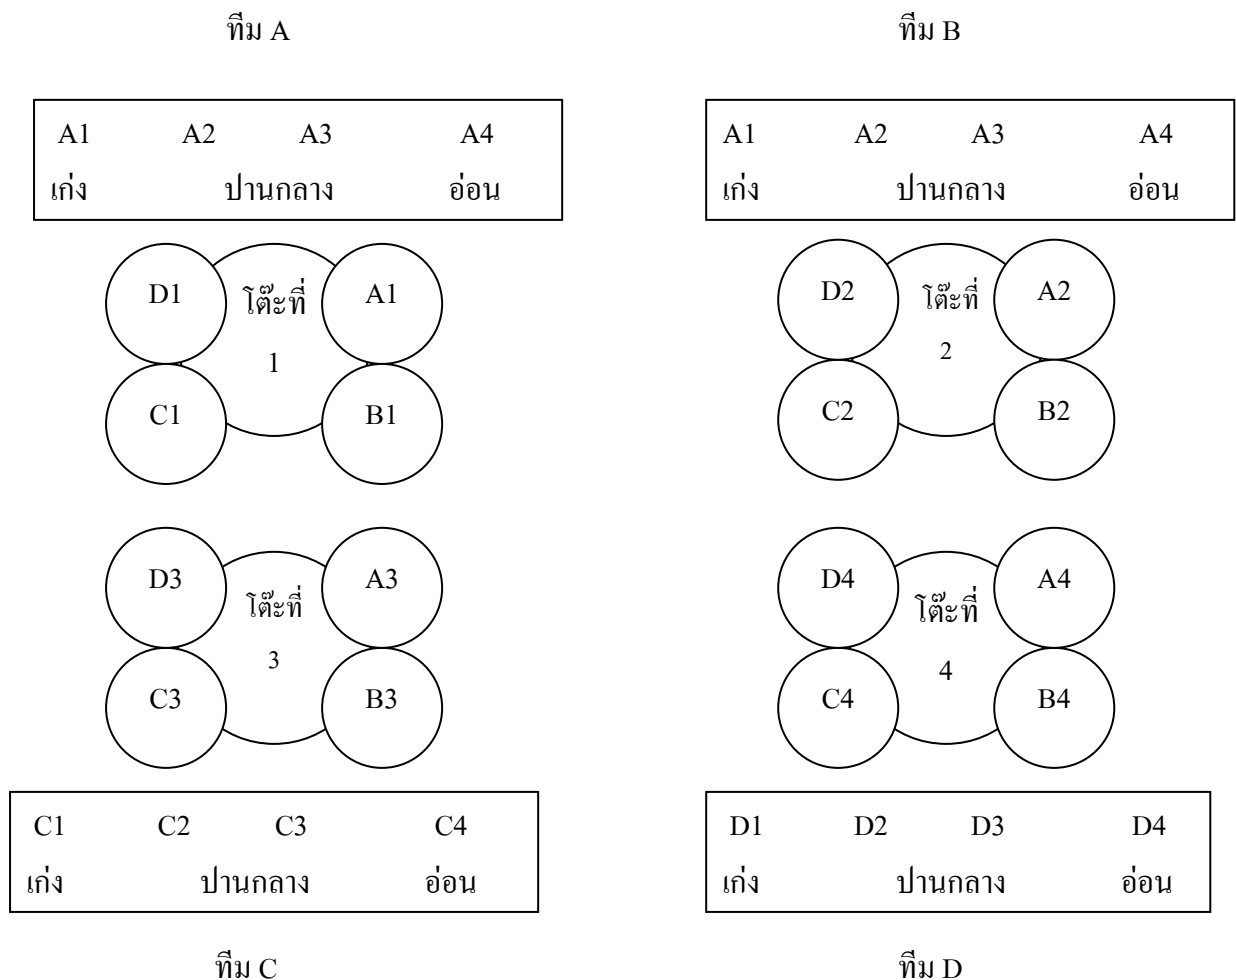 ทีม A
ทีม B
A1 A2 A3 A4
เก่ง ปานกลาง อ่อน
A1 A2 A3 A4
เก่ง ปานกลาง อ่อน
D1 โต๊ะที่ A1
1
C1 B1
D2 โต๊ะที่ A2
2
C2 B2
D3 โต๊ะที่ A3
3
C3 B3
D4 โต๊ะที่ A4
4
C4 B4
C1 C2 C3 C4
เก่ง ปานกลาง อ่อน
D1 D2 D3 D4
เก่ง ปานกลาง อ่อน
ทีม C
ทีม D